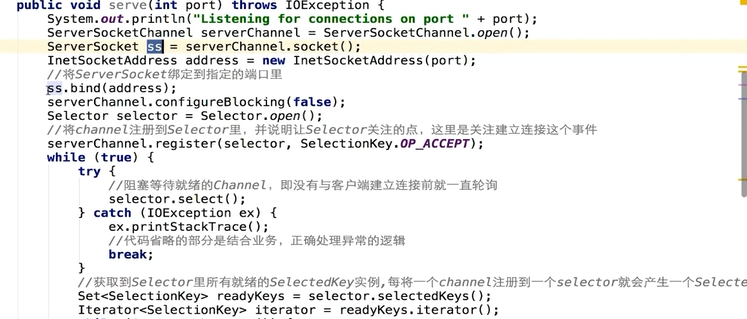 public void serve(int port) throws IOException {
System.out.println("Listening for connections on port " + port);
ServerSocketChannel serverChannel = ServerSocketChannel.open();
ServerSocket ss = serverChannel.socket();
InetSocketAddress address = new InetSocketAddress(port);
//将ServerSocket绑定到指定的端口里
ss.bind(address);
serverChannel.configureBlocking(false);
Selector selector = Selector.open();
//将channel注册到Selector里，并说明让Selector关注的点，这里是关注建立连接这个事件
serverChannel.register(selector, SelectionKey.OP_ACCEPT);
while (true) {
try {
//阻塞等待就绪的Channel，即没有与客户端建立连接前就一直轮询
selector.select();
} catch (IOException ex) {
ex.printStackTrace();
//代码省略的部分是结合业务，正确处理异常的逻辑
break;
}
//获取到Selector里所有就绪的SelectedKey实例,每将一个channel注册到一个selector就会产生一个Selecte
Set<SelectionKey> readyKeys = selector.selectedKeys();
Iterator<SelectionKey> iterator = readyKeys.iterator();